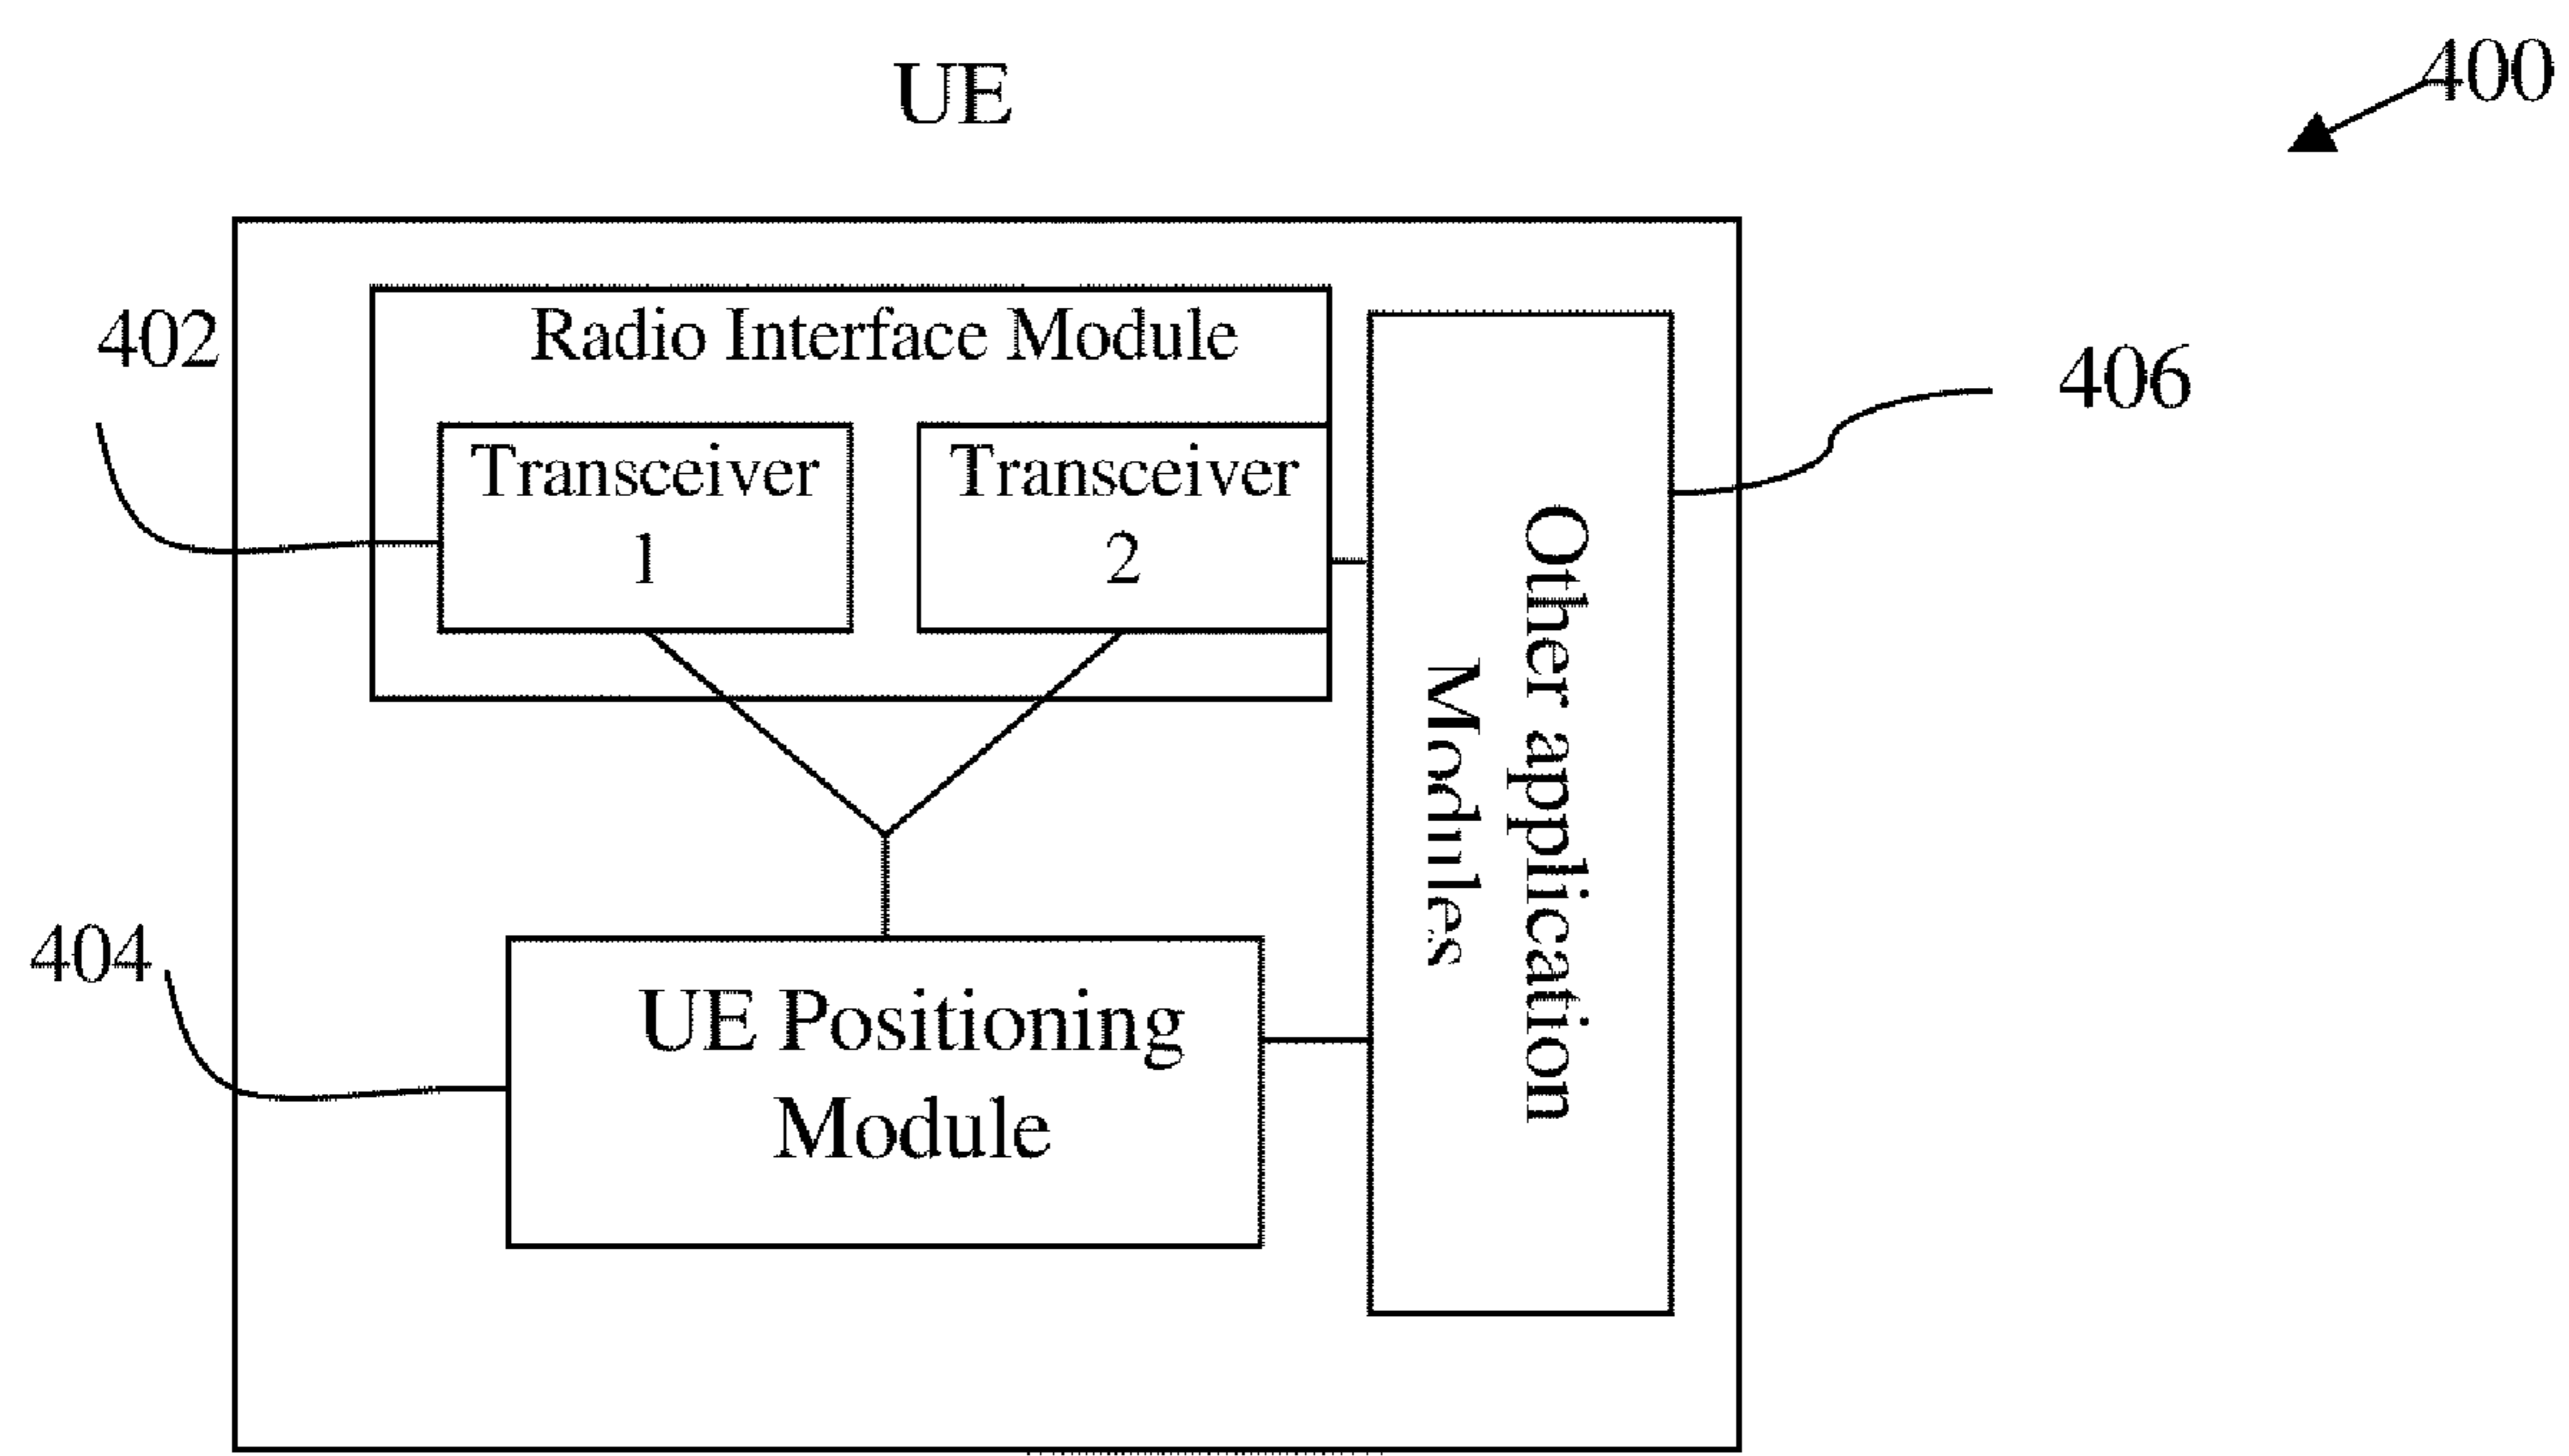 UE
400
402
Radio Interface Module
Transceiver
1
Transceiver
2
406
Other application
Modules
404
UE Positioning
Module